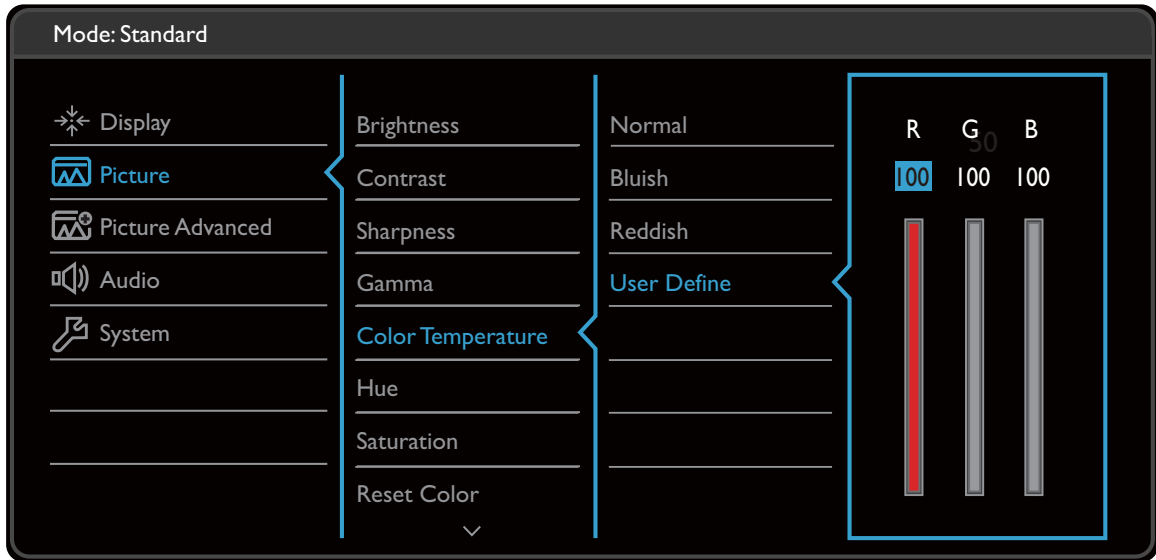 Mode: Standard
Display
Picture
Picture Advanced
Audio
System
Brightness
Contrast
Sharpness
Gamma
Color Temperature
Hue
Saturation
Reset Color
Normal
Bluish
Reddish
User Define
R G B
50
100 100 100